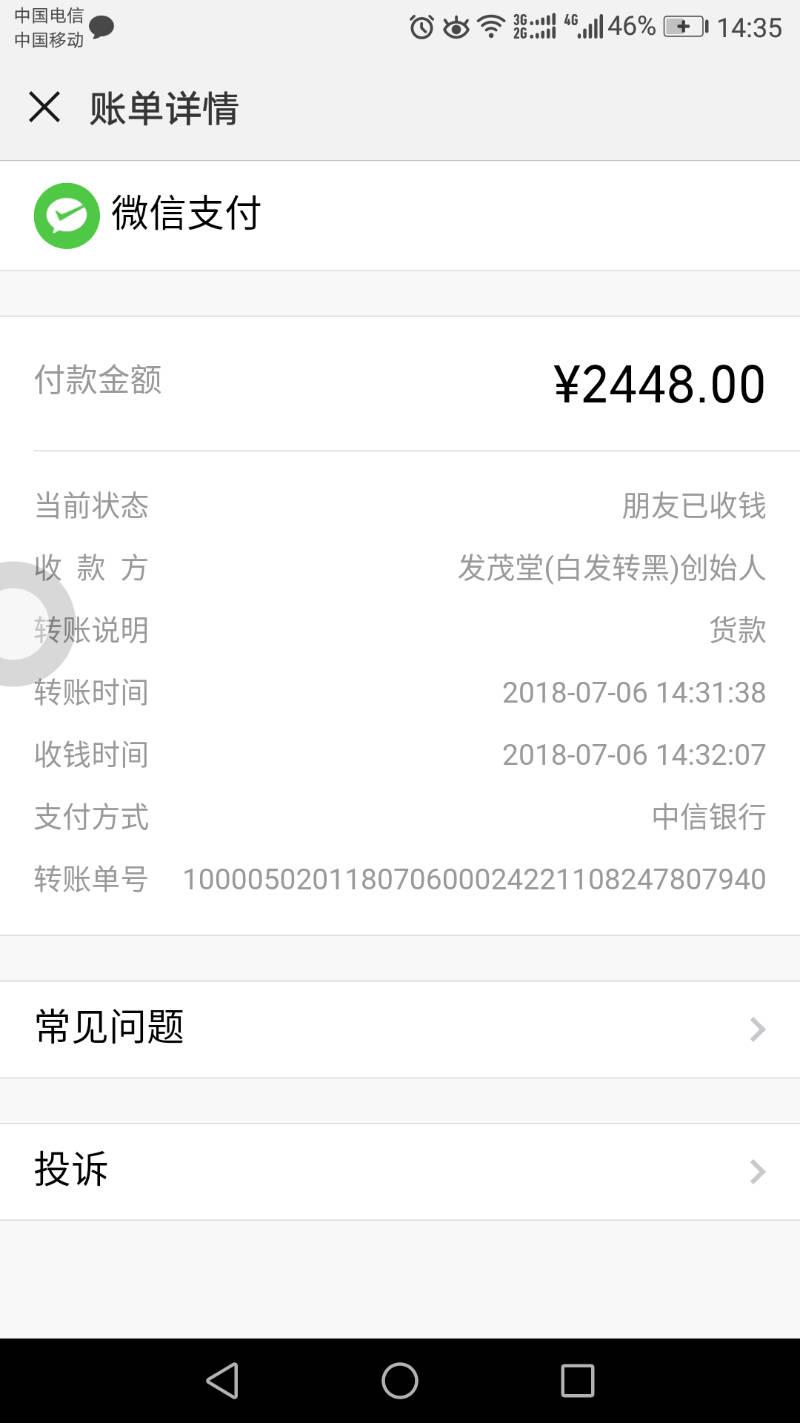 中国电信
中国移动
3G 2G 4G 46% 14:35
账单详情
微信支付
付款金额 ¥2448.00
当前状态 朋友已收钱
收款方 发茂堂(白发转黑)创始人
转账说明 货款
转账时间 2018-07-06 14:31:38
收钱时间 2018-07-06 14:32:07
支付方式 中信银行
转账单号 1000050201180706000242211082478​07940
常见问题
投诉